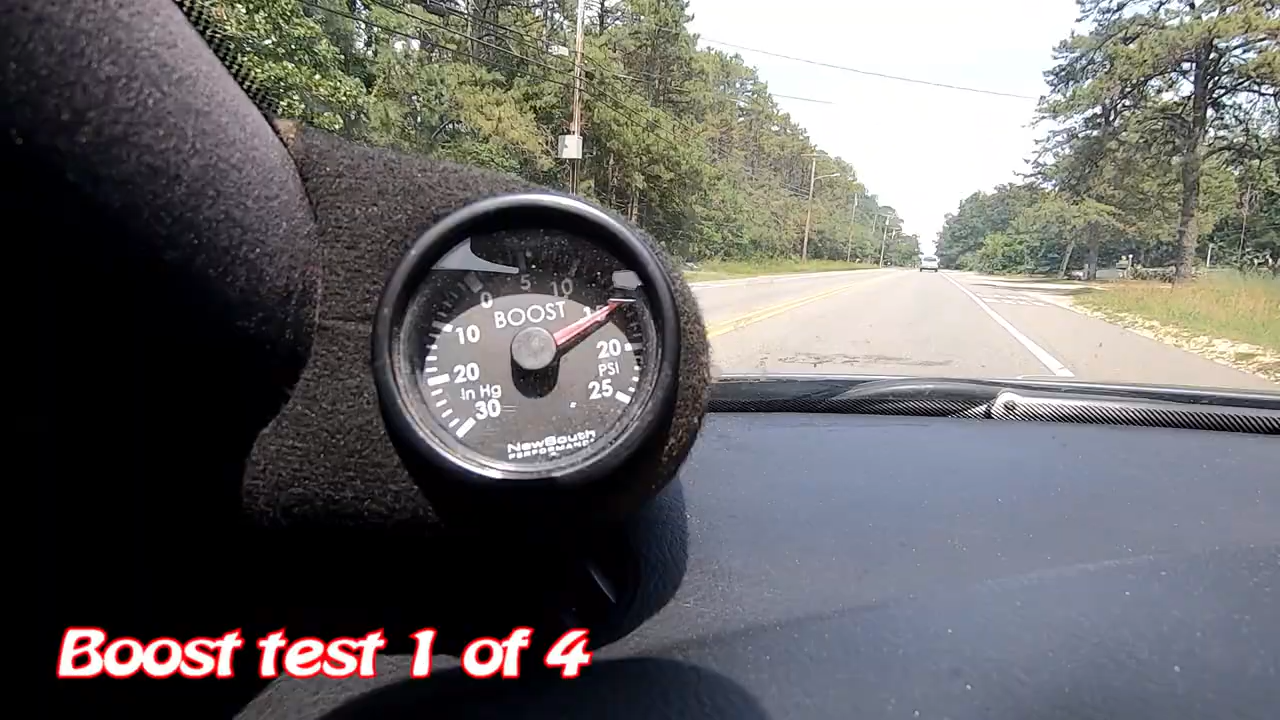 5 10
0
BOOST 15
10
20
20
PSI
In Hg
25
30
NewSouth
PERFORMANCE
Boost test 1 of 4